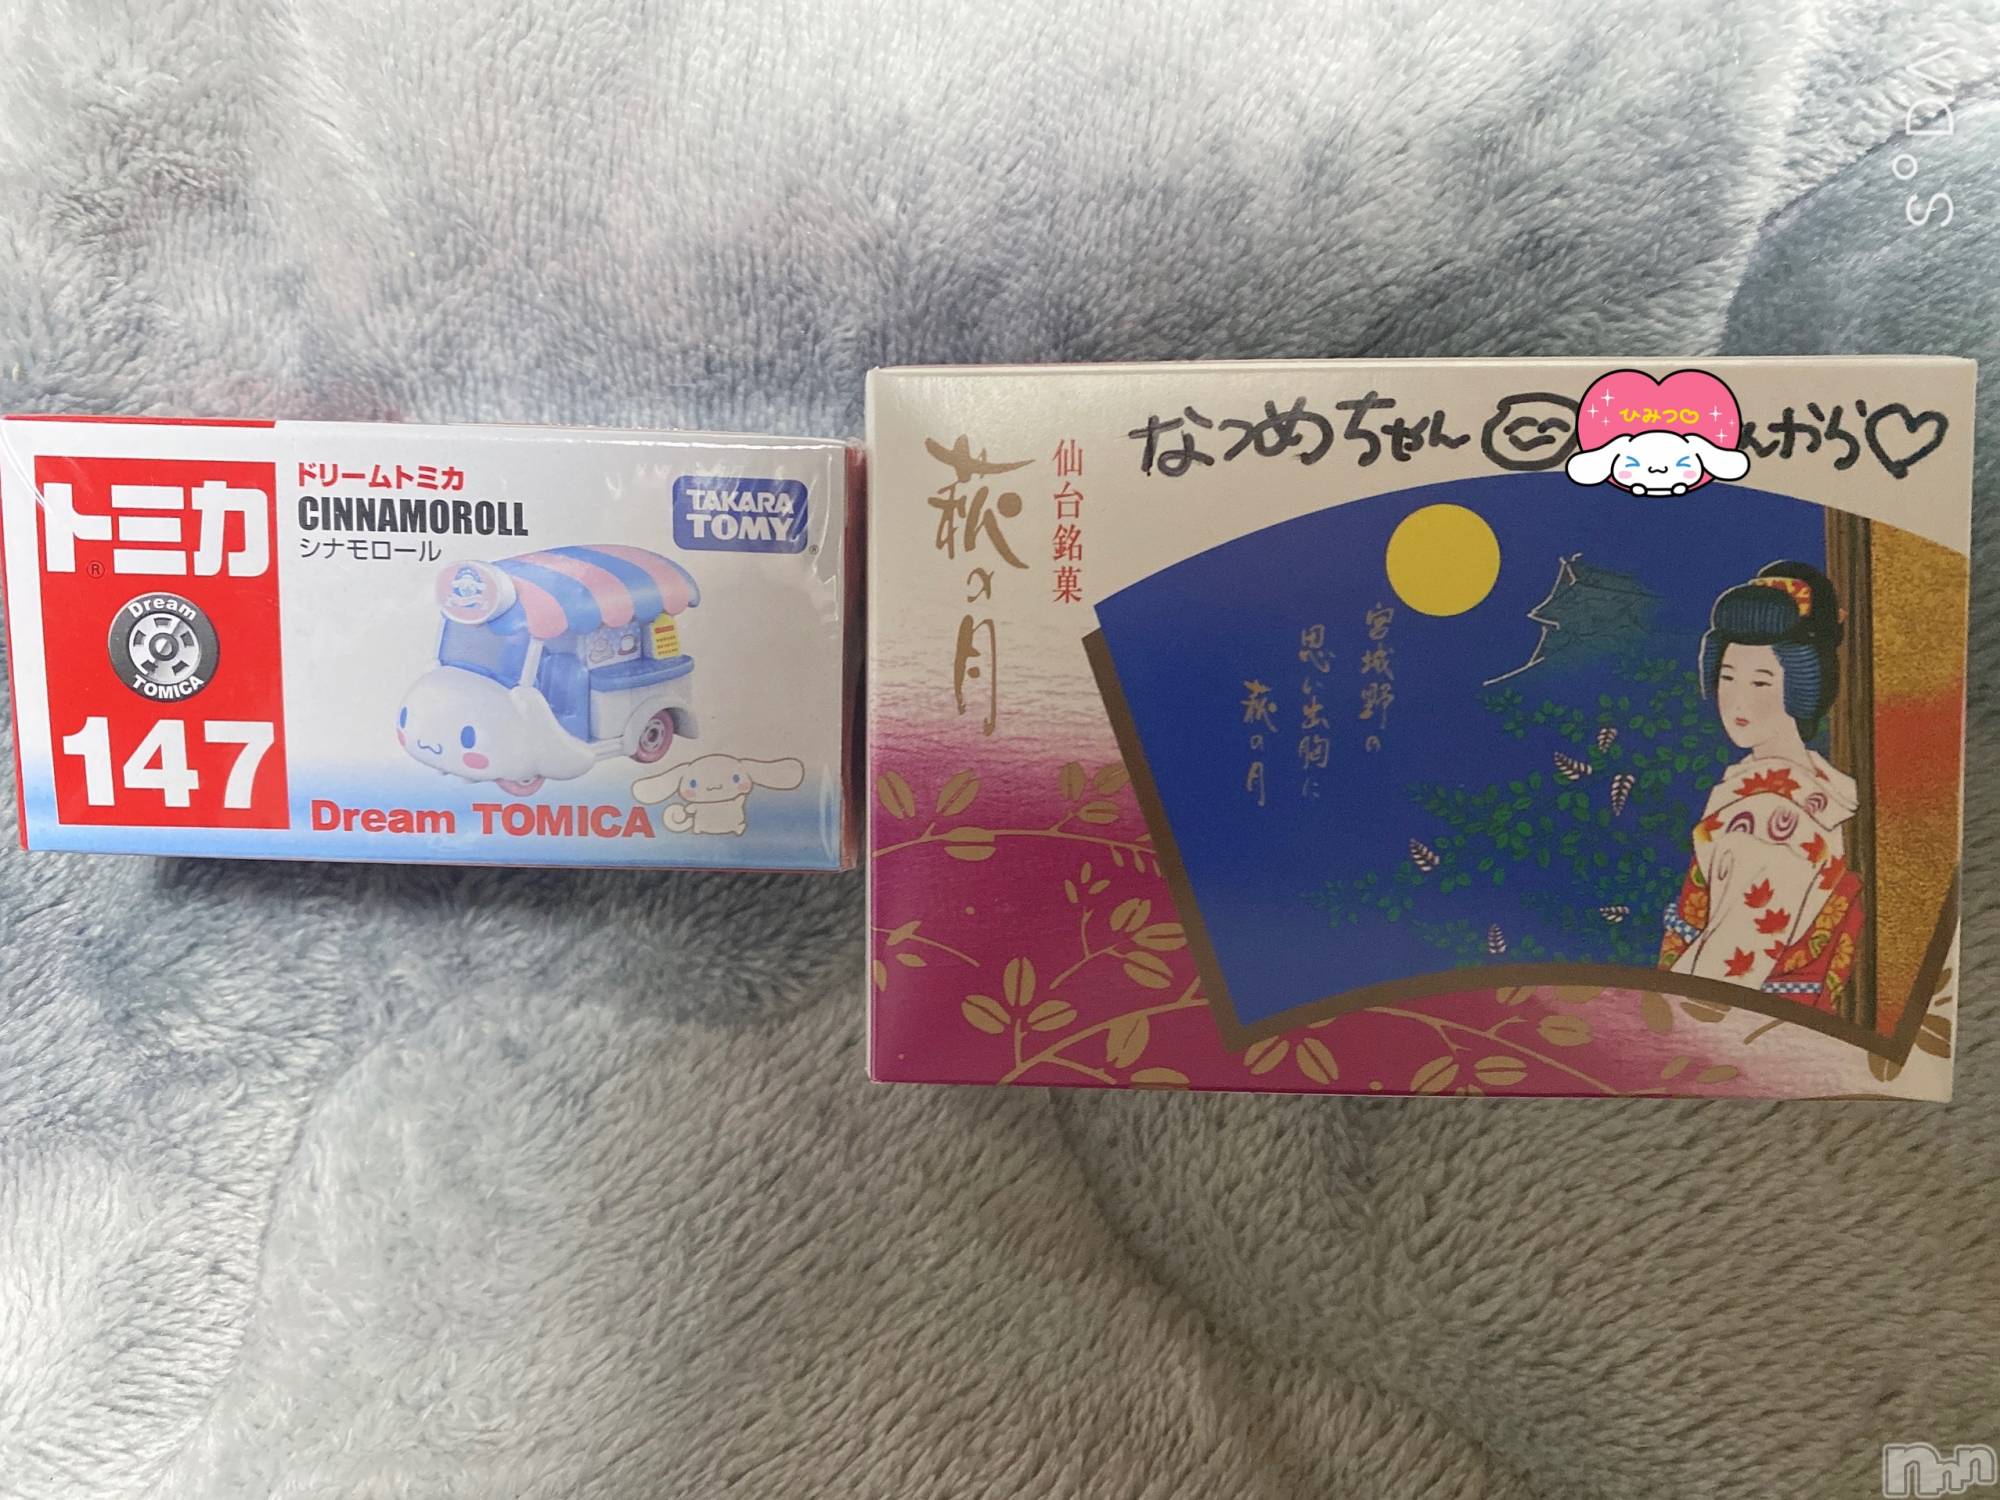 トミカ®
Dream
TOMICA
147
ドリームトミカ
CINNAMOROLL
シナモロール
TAKARA
TOMY®
Dream TOMICA
なつめちゃん
んから♡
ひみつ♡
仙台銘菓
萩の月
宮城野の
思い出胸に
萩の月
S°DA
nnn